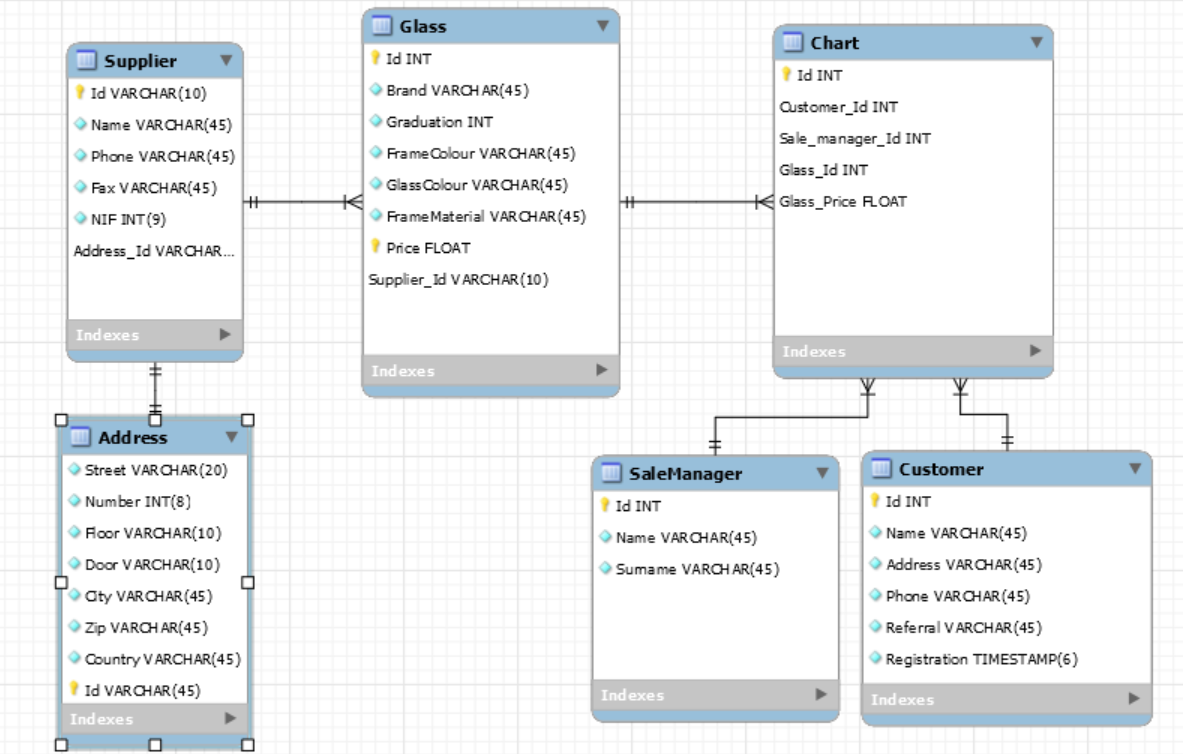 Supplier
Id VARCHAR(10)
Name VARCHAR(45)
Phone VARCHAR(45)
Fax VARCHAR(45)
NIF INT(9)
Address_Id VARCHAR...
Indexes
Glass
Id INT
Brand VARCHAR(45)
Graduation INT
FrameColour VARCHAR(45)
GlassColour VARCHAR(45)
FrameMaterial VARCHAR(45)
Price FLOAT
Supplier_Id VARCHAR(10)
Indexes
Chart
Id INT
Customer_Id INT
Sale_manager_Id INT
Glass_Id INT
Glass_Price FLOAT
Indexes
Address
Street VARCHAR(20)
Number INT(8)
Floor VARCHAR(10)
Door VARCHAR(10)
City VARCHAR(45)
Zip VARCHAR(45)
Country VARCHAR(45)
Id VARCHAR(45)
Indexes
SaleManager
Id INT
Name VARCHAR(45)
Surname VARCHAR(45)
Indexes
Customer
Id INT
Name VARCHAR(45)
Address VARCHAR(45)
Phone VARCHAR(45)
Referral VARCHAR(45)
Registration TIMESTAMP(6)
Indexes